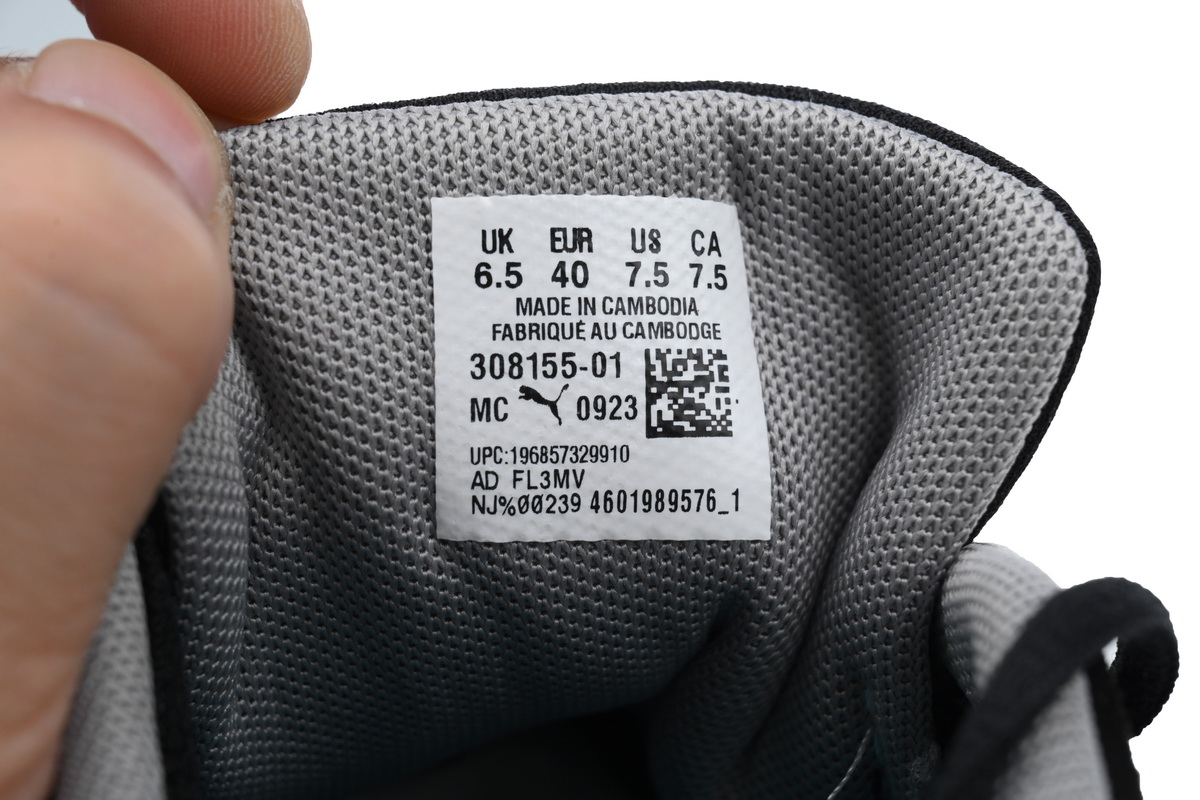 UK EUR US CA
6.5 40 7.5 7.5
MADE IN CAMBODIA
FABRIQUÉ AU CAMBODGE
308155-01
MC 0923
UPC:196857329910
AD FL3MV
NJ%00239 4601989576_1